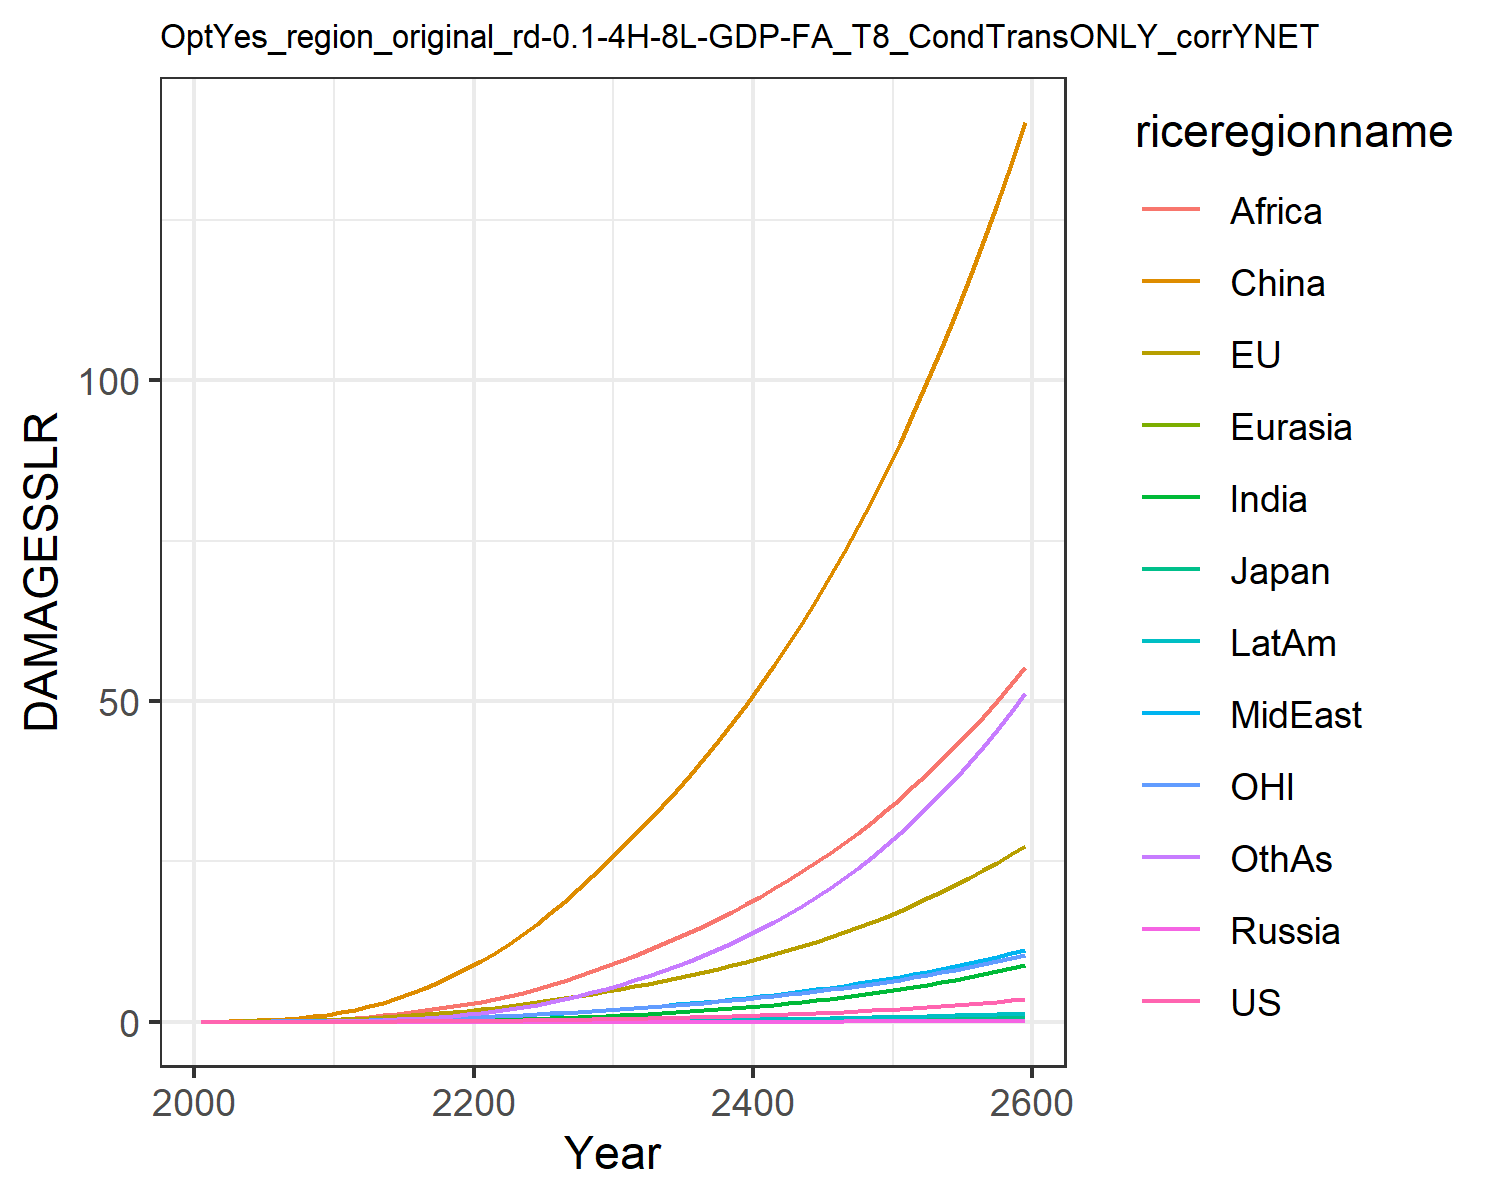 OptYes_region_original_rd-0.1-4H-8L-GDP-FA_T8_CondTransONLY_corrYNET
DAMAGESSLR
100
50
0
2000 2200 2400 2600
Year
riceregionname
Africa
China
EU
Eurasia
India
Japan
LatAm
MidEast
OHI
OthAs
Russia
US